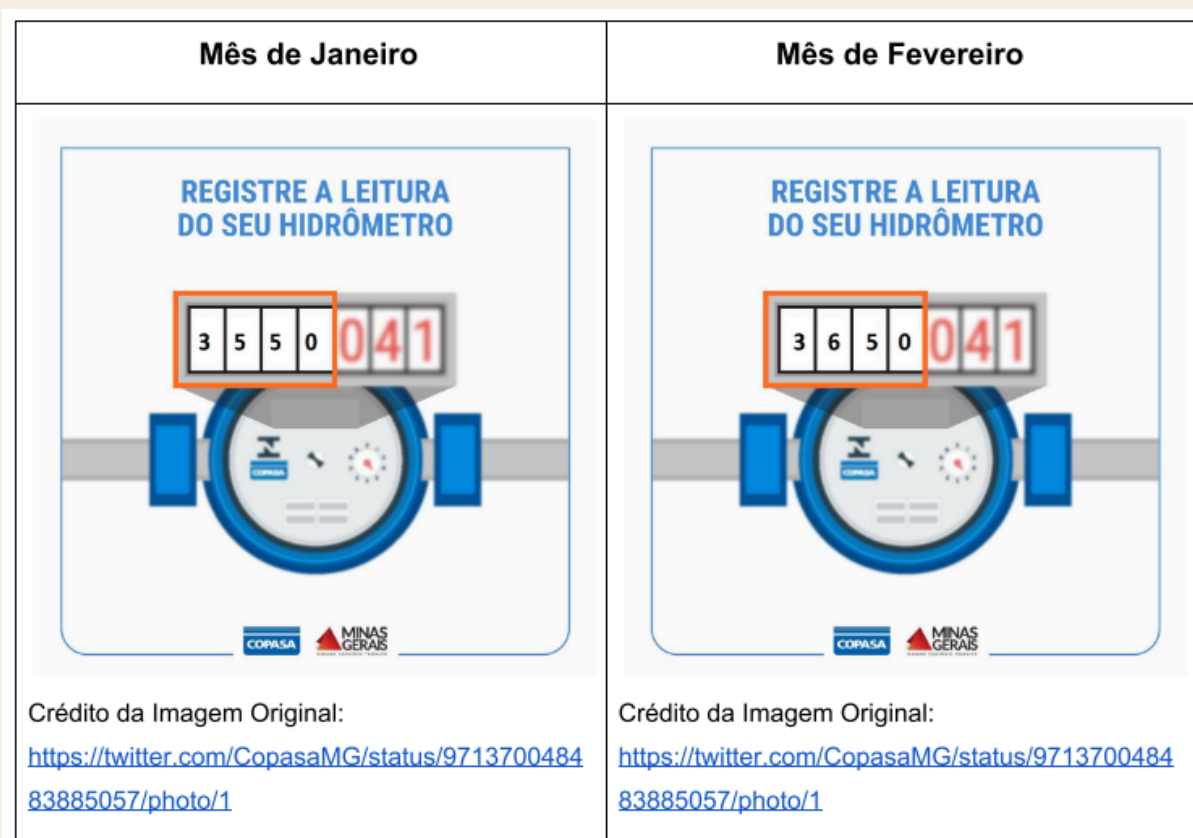 Mês de Janeiro
Mês de Fevereiro
REGISTRE A LEITURA
DO SEU HIDRÔMETRO
3 5 5 0 041
COPASA
COPASA
MINAS
GERAIS
Crédito da Imagem Original:
https://twitter.com/CopasaMG/status/9713700484
83885057/photo/1
REGISTRE A LEITURA
DO SEU HIDRÔMETRO
3 6 5 0 041
COPASA
COPASA
MINAS
GERAIS
Crédito da Imagem Original:
https://twitter.com/CopasaMG/status/9713700484
83885057/photo/1